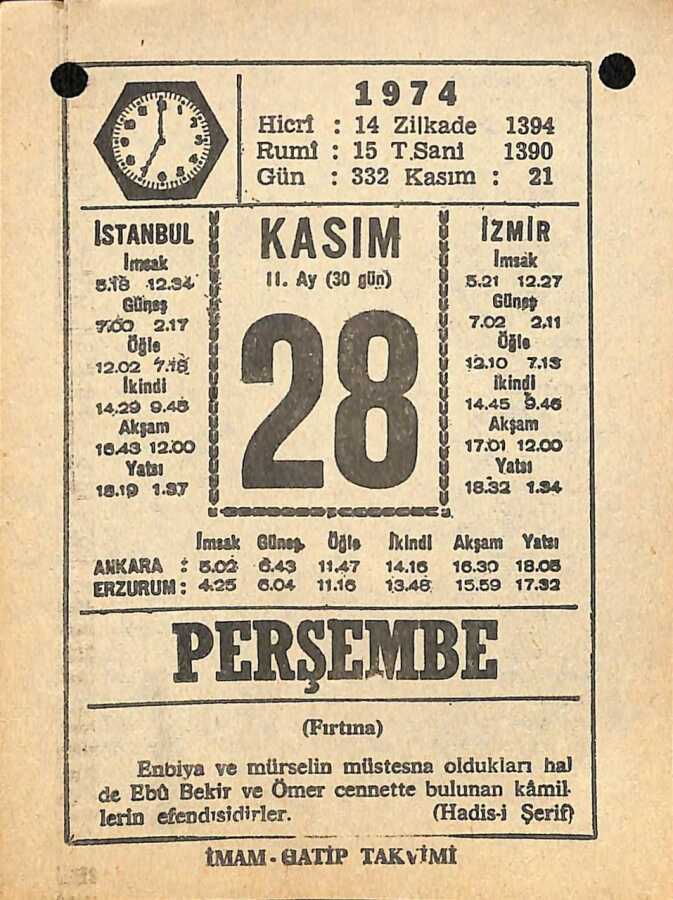 1974
Hicrî : 14 Zilkade 1394
Rumî : 15 T.Sani 1390
Gün : 332 Kasım : 21
İSTANBUL
İmsak
5.18 12.34
Güneş
7.00 2.17
Öğle
12.02 7.18
İkindi
14.29 9.45
Akşam
16.43 12.00
Yatsı
18.19 1.37
KASIM
11. Ay (30 gün)
28
İZMİR
İmsak
5.21 12.27
Güneş
7.02 2.11
Öğle
12.10 7.18
İkindi
14.45 9.46
Akşam
17.01 12.00
Yatsı
18.32 1.34
İmsak Güneş Öğle İkindi Akşam Yatsı
ANKARA : 5.02 6.43 11.47 14.16 16.30 18.05
ERZURUM : 4.25 6.04 11.16 13.48 15.59 17.32
PERŞEMBE
(Fırtına)
Enbiya ve mürselin müstesna oldukları hal
de Ebû Bekir ve Ömer cennette bulunan kâmil-
lerin efendisidirler. (Hadis-i Şerif)
İMAM - HATİP TAKVİMİ